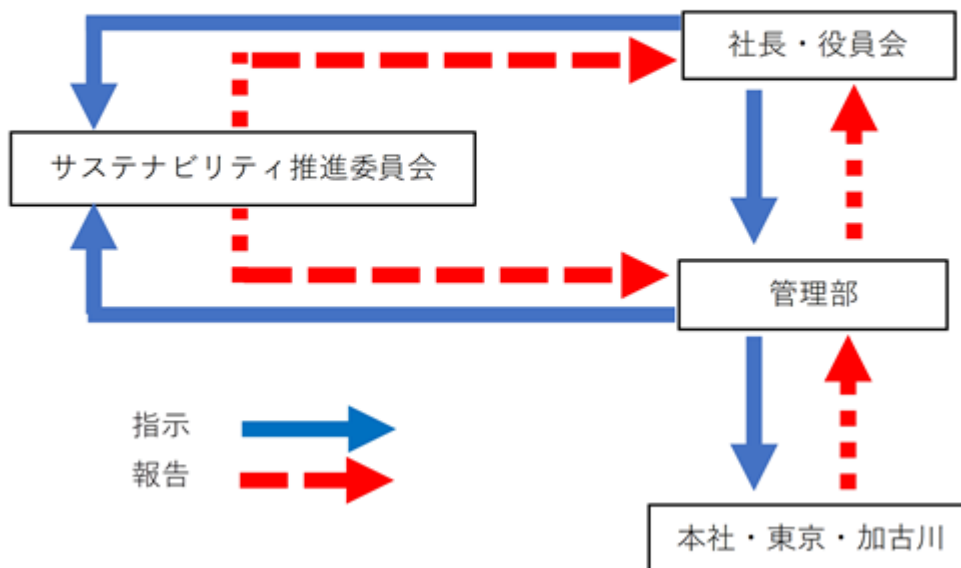 社長・役員会
サステナビリティ推進委員会
管理部
指示
報告
本社・東京・加古川